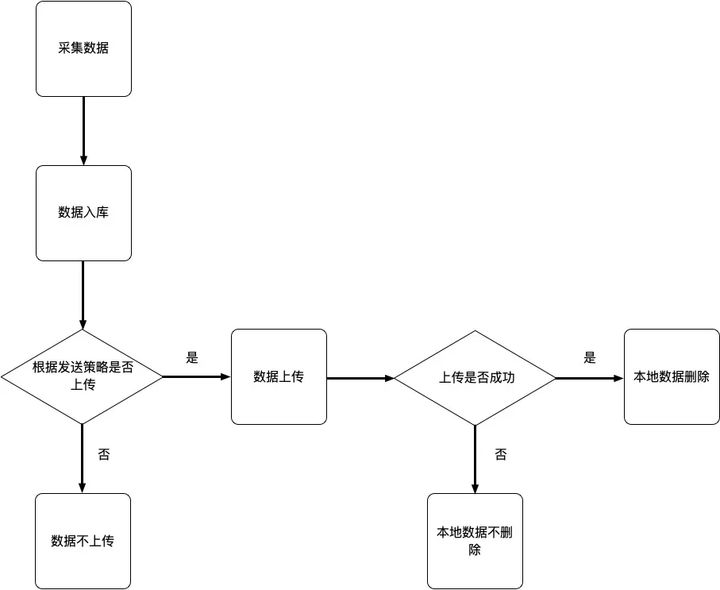 采集数据
数据入库
根据发送策略是否
上传
是
数据上传
上传是否成功
是
本地数据删除
否
否
数据不上传
本地数据不删
除